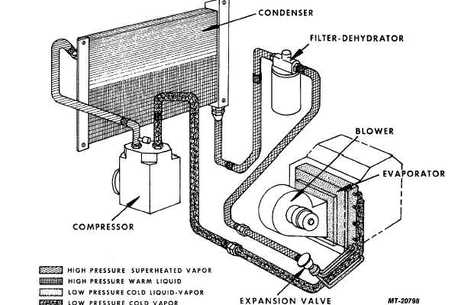 CONDENSER
FILTER-DEHYDRATOR
BLOWER
EVAPORATOR
COMPRESSOR
HIGH PRESSURE SUPERHEATED VAPOR
HIGH PRESSURE WARM LIQUID
LOW PRESSURE COLD LIQUID-VAPOR
LOW PRESSURE COLD VAPOR
EXPANSION VALVE
MT-20798